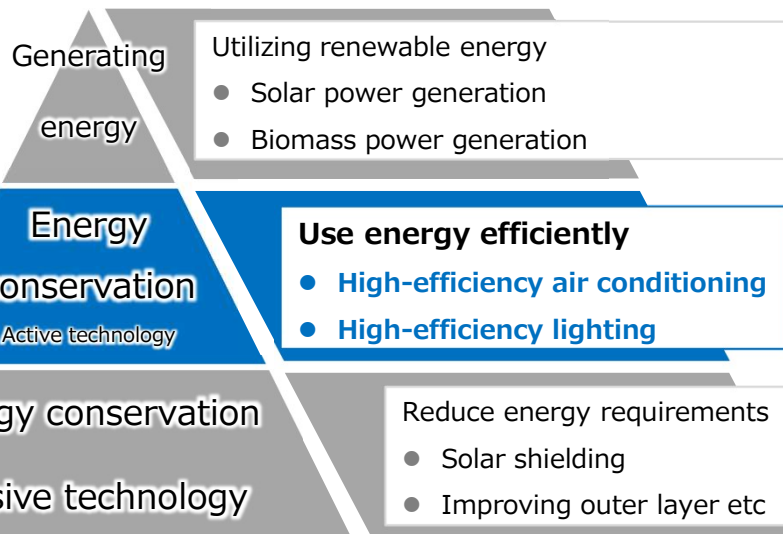 Generating
energy
Utilizing renewable energy
● Solar power generation
● Biomass power generation
Energy
onservation
Active technology
Use energy efficiently
● High-efficiency air conditioning
● High-efficiency lighting
gy conservation
sive technology
Reduce energy requirements
● Solar shielding
● Improving outer layer etc